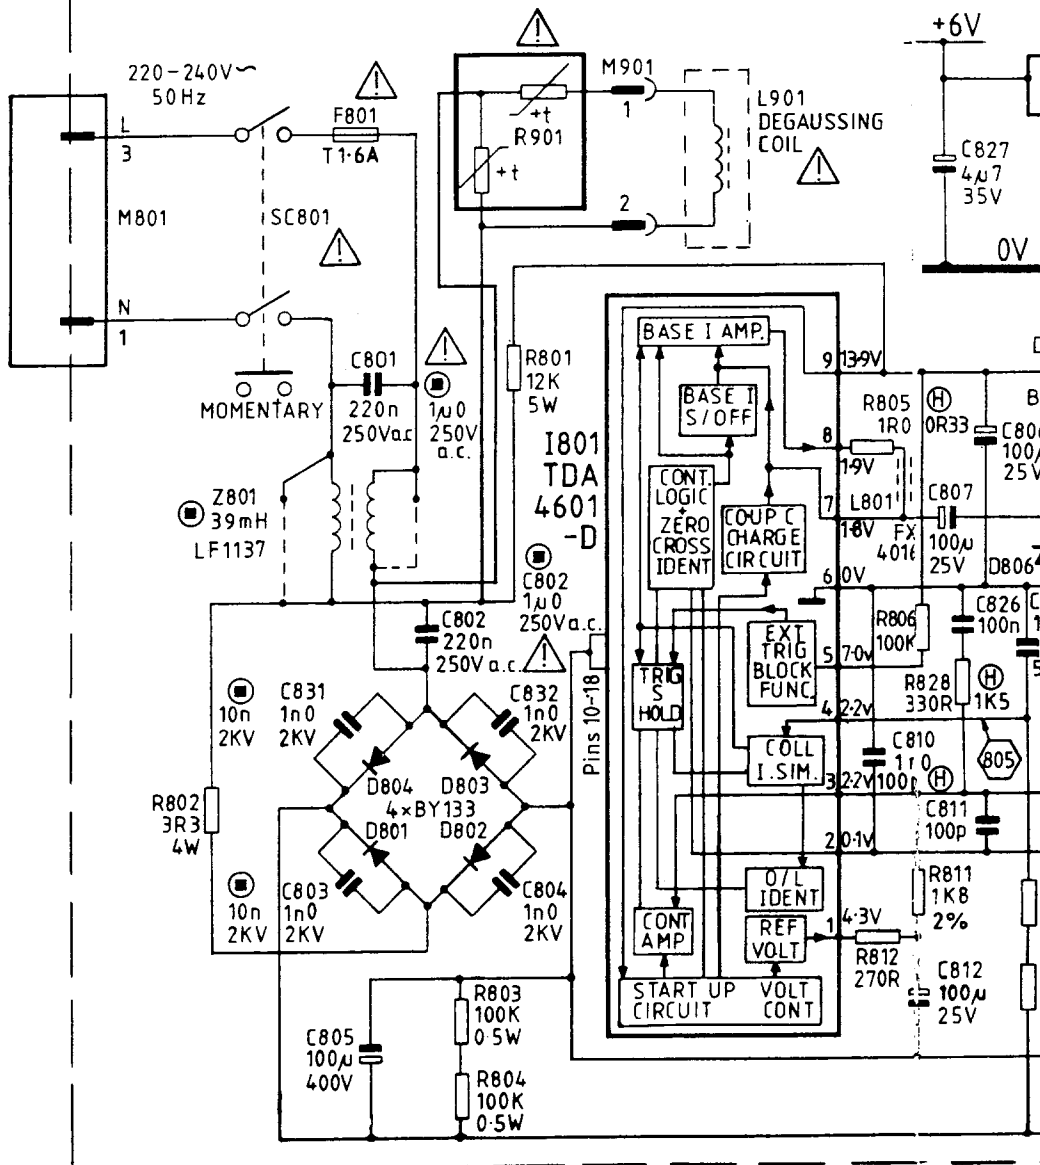 220-240V~
50Hz
L
3
F801
T1·6A
M801
SC801
N
1
MOMENTARY
C801
220n
250Va.c
1µ0
250V
a.c.
Z801
39mH
LF1137
+t
R901
+t
M901
1
2
L901
DEGAUSSING
COIL
+6V
C827
4µ7
35V
0V
R801
12K
5W
I801
TDA
4601
-D
C802
1µ0
250Va.c.
C802
220n
250Va.c.
Pins 10-18
BASE I AMP.
BASE I
S/OFF
CONT.
LOGIC
+
ZERO
CROSS
IDENT
COUP C
CHARGE
CIRCUIT
EXT
TRIG
BLOCK
FUNC.
TRIG
S
HOLD
COLL
I.SIM.
O/L
IDENT
CONT
AMP
REF
VOLT
START UP
CIRCUIT
VOLT
CONT
9 13·9V
8
1·9V
7
1·8V
6 0V
5 7·0v
4 2·2v
3 2·2V
2 0·1V
1 4·3V
R805
1R0
H
0R33
L801
FX
4016
C806
100µ
25V
C807
100µ
25V
D806
R806
100K
C826
100n
R828
330R
H
1K5
805
C810
1n0
100p
H
C811
100p
R811
1K8
2%
R812
270R
C812
100µ
25V
10n
2KV
C831
1n0
2KV
C832
1n0
2KV
D804
D803
4×BY133
D801
D802
R802
3R3
4W
10n
2KV
C803
1n0
2KV
C804
1n0
2KV
C805
100µ
400V
R803
100K
0·5W
R804
100K
0·5W